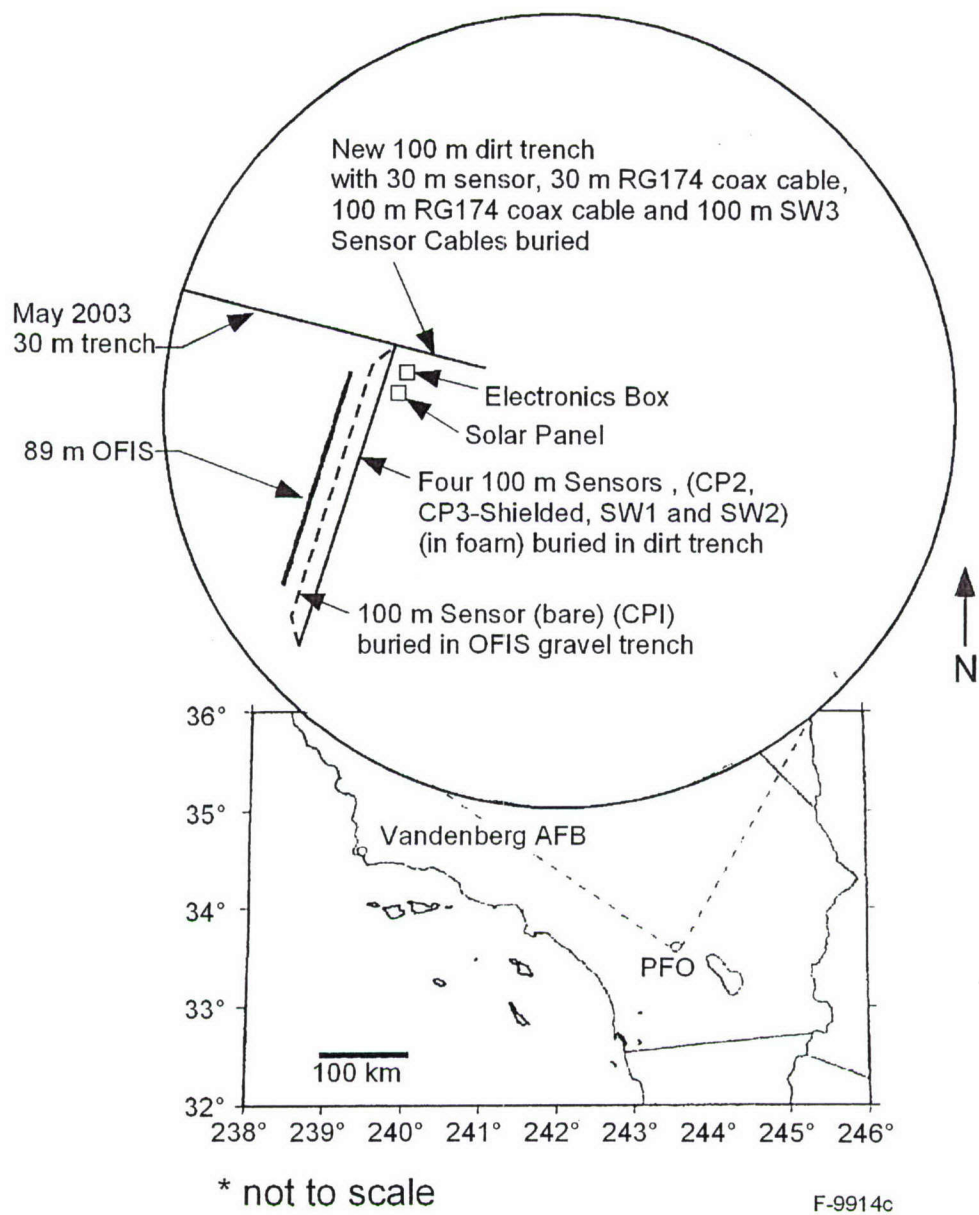 New 100 m dirt trench
with 30 m sensor, 30 m RG174 coax cable,
100 m RG174 coax cable and 100 m SW3
Sensor Cables buried
May 2003
30 m trench
Electronics Box
Solar Panel
89 m OFIS
Four 100 m Sensors , (CP2,
CP3-Shielded, SW1 and SW2)
(in foam) buried in dirt trench
100 m Sensor (bare) (CPI)
buried in OFIS gravel trench
N
36°
35°
34°
33°
32°
Vandenberg AFB
PFO
100 km
238° 239° 240° 241° 242° 243° 244° 245° 246°
* not to scale
F-9914c